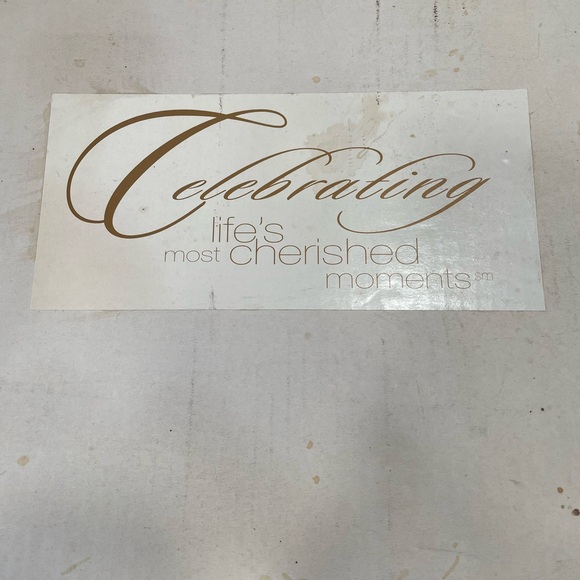 Celebrating
life's
most cherished
moments sm